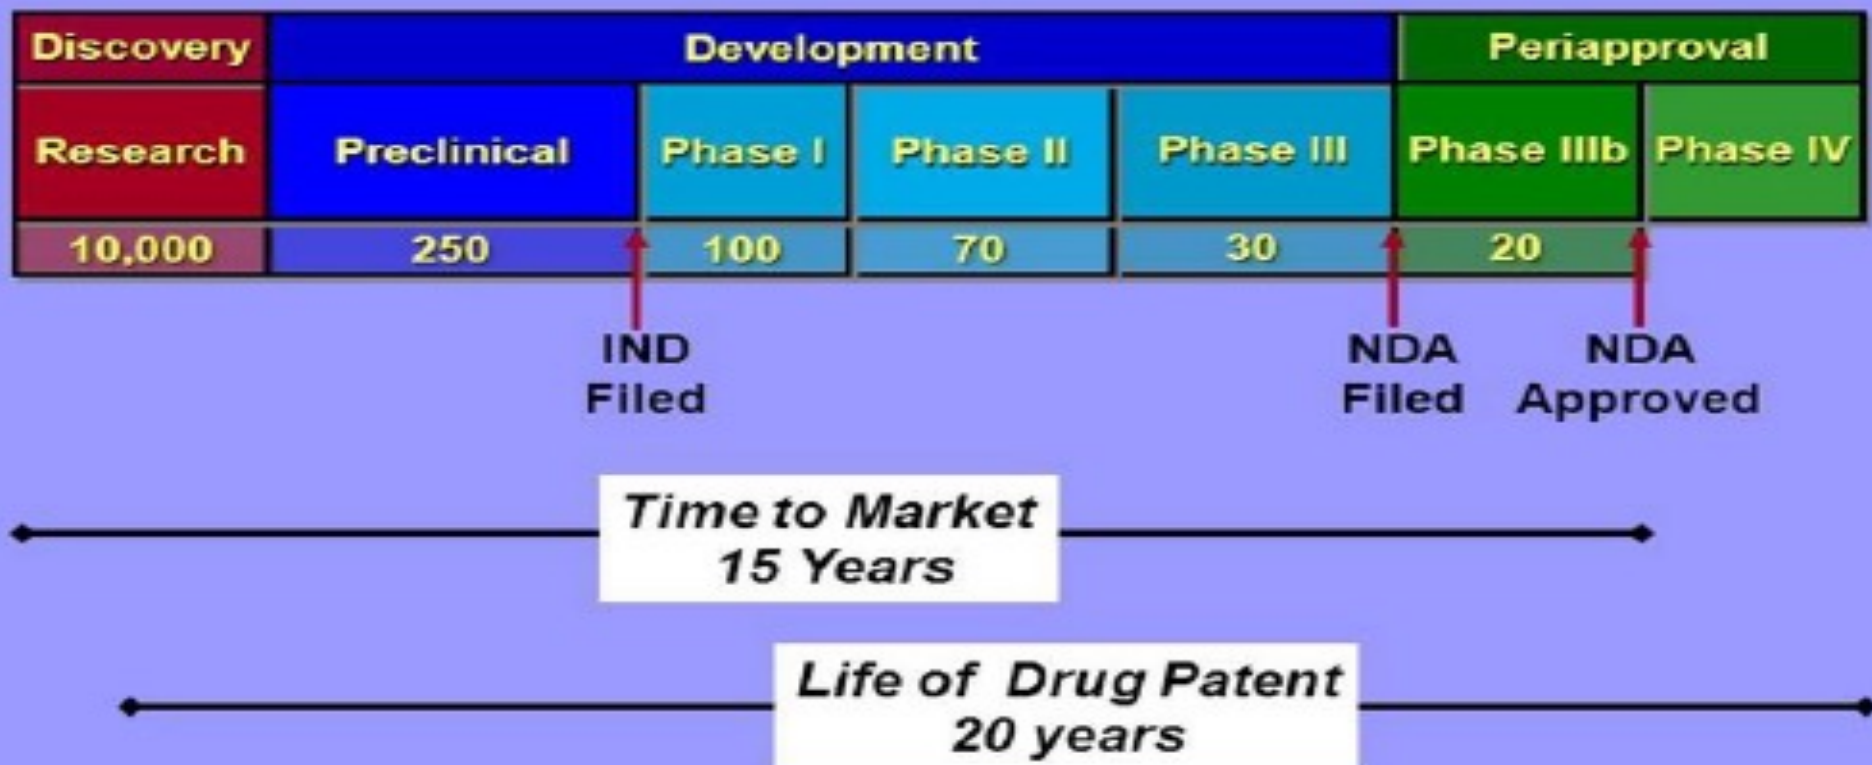 Discovery Development Periapproval
Research Preclinical Phase I Phase II Phase III Phase IIIb Phase IV
10,000 250 100 70 30 20
IND
Filed
NDA
Filed
NDA
Approved
Time to Market
15 Years
Life of Drug Patent
20 years